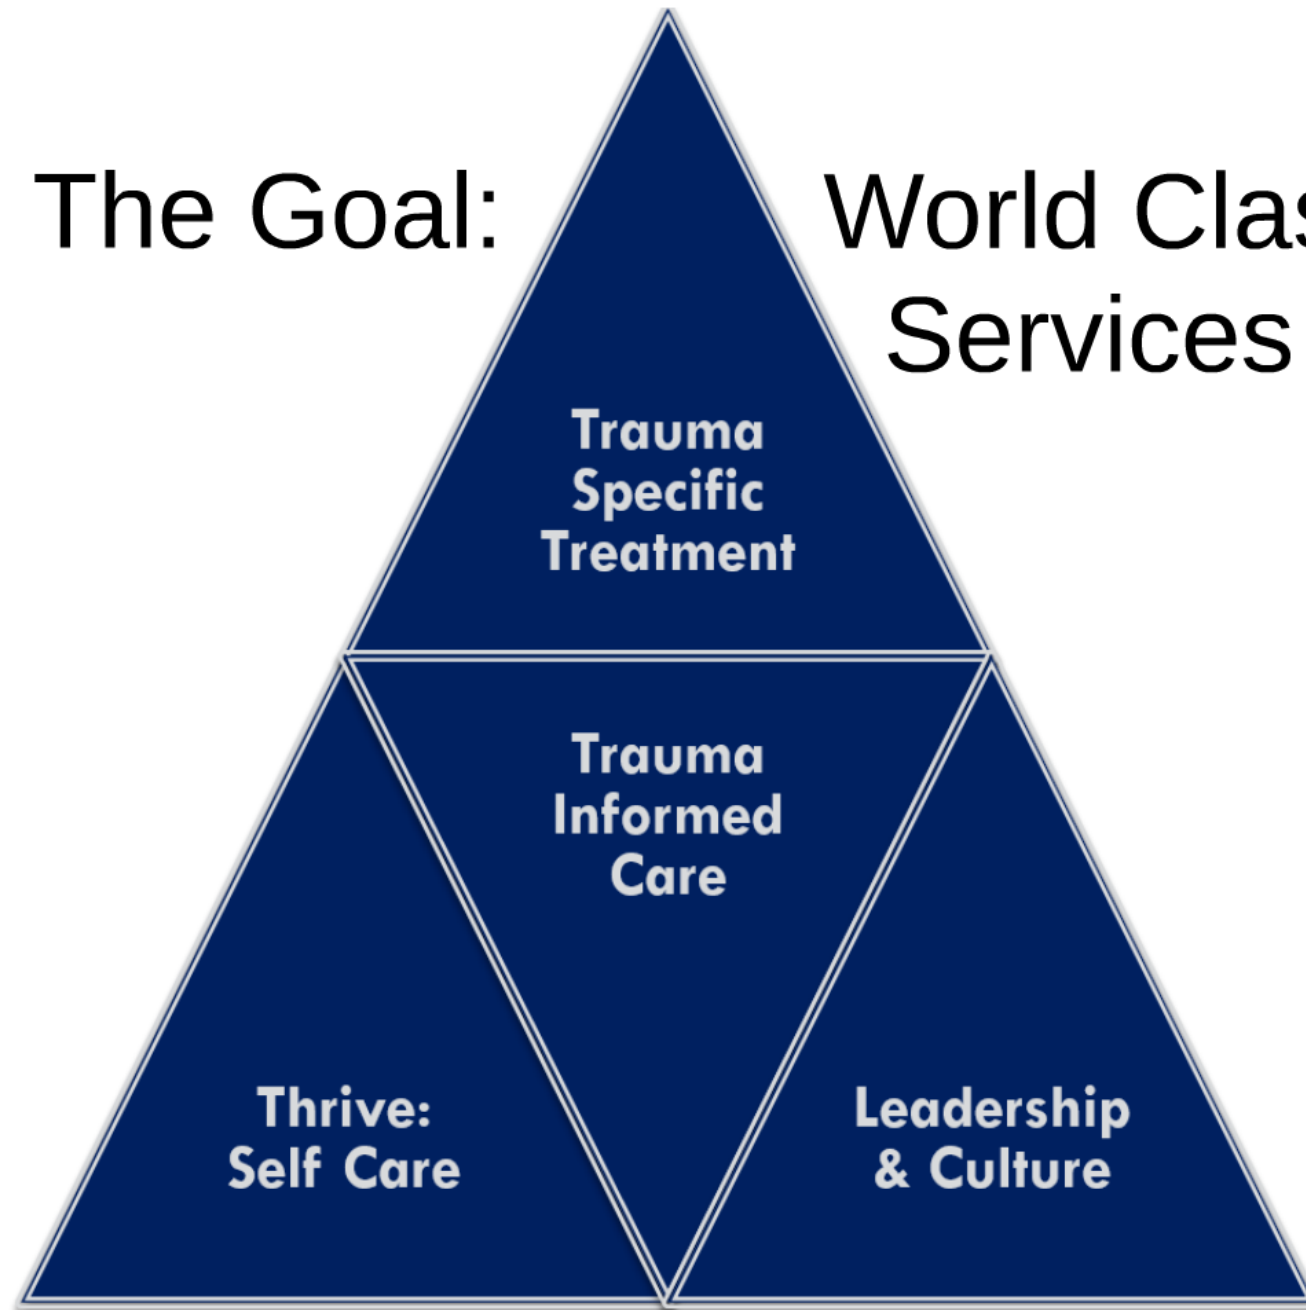 The Goal:
World Clas
Services
Trauma
Specific
Treatment
Trauma
Informed
Care
Thrive:
Self Care
Leadership
& Culture